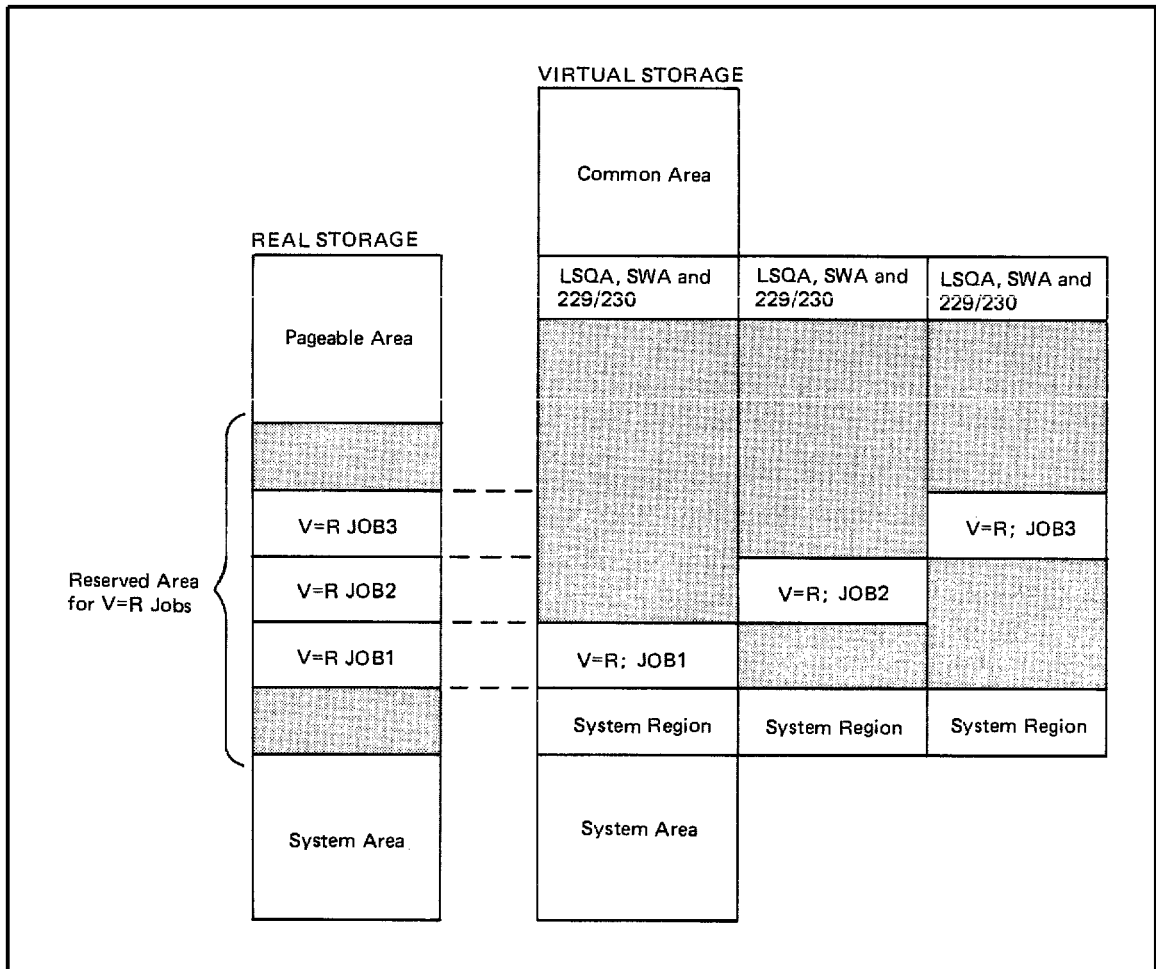 VIRTUAL STORAGE
Common Area
REAL STORAGE
LSQA, SWA and
229/230
LSQA, SWA and
229/230
LSQA, SWA and
229/230
Pageable Area
V=R JOB3
V=R; JOB3
Reserved Area
for V=R Jobs
V=R JOB2
V=R; JOB2
V=R JOB1
V=R; JOB1
System Region
System Region
System Region
System Area
System Area